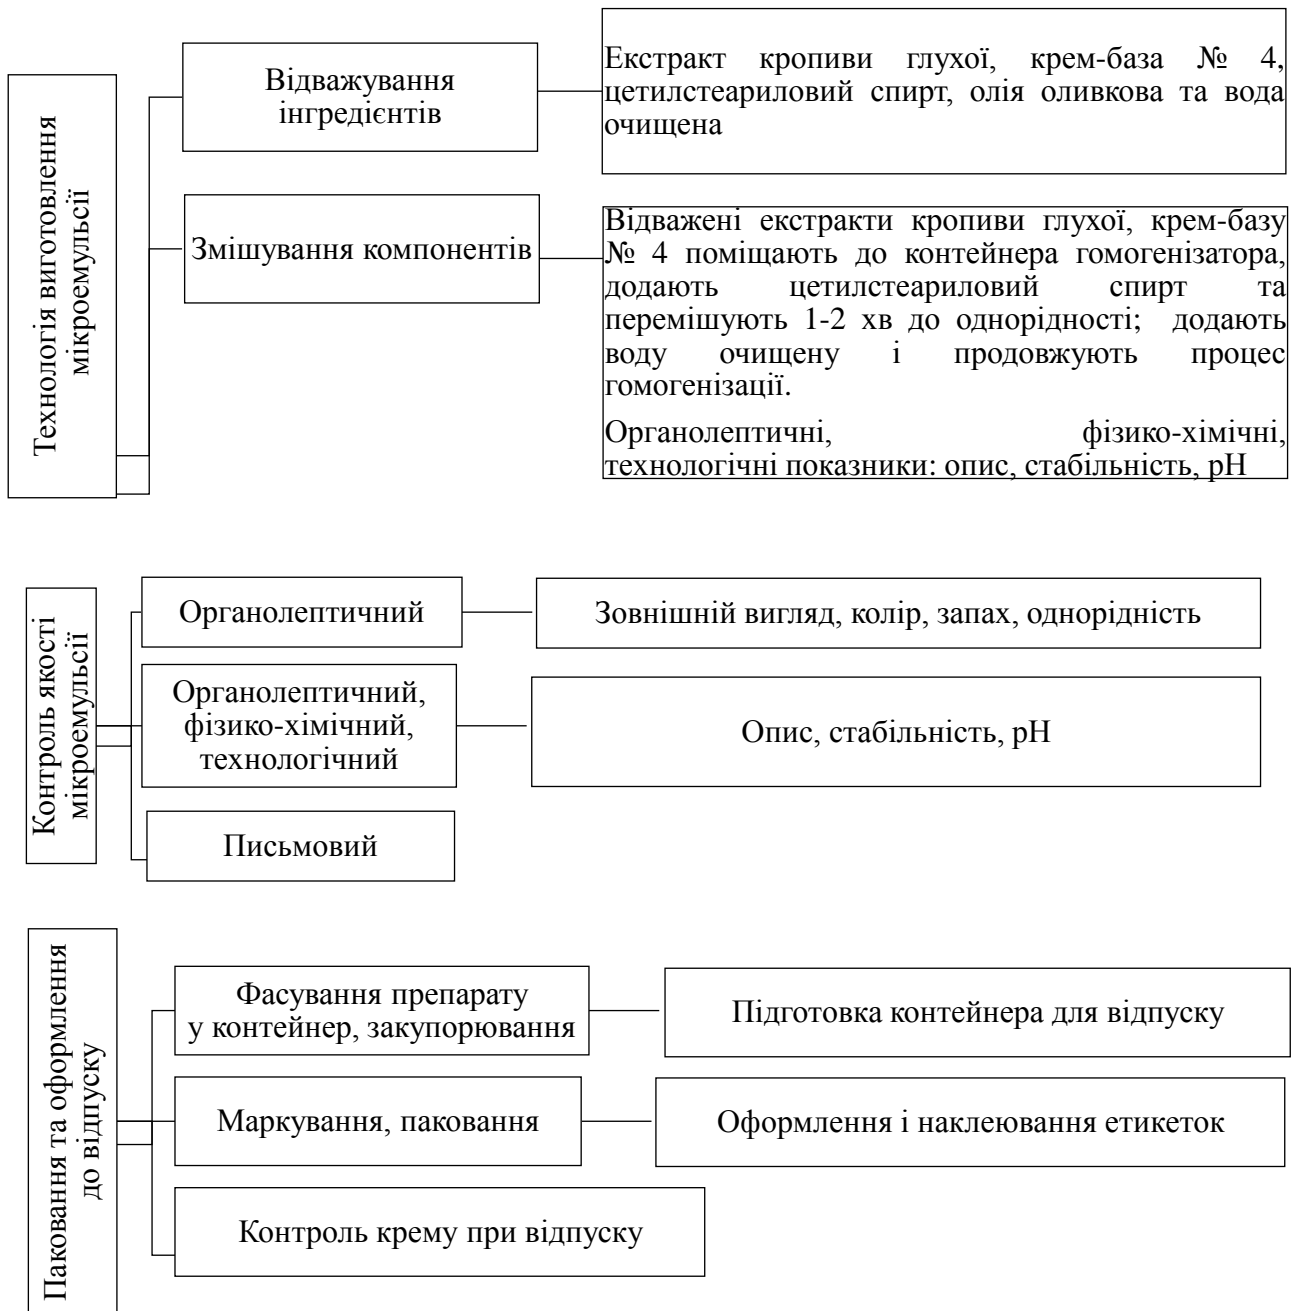 Технологія виготовлення
мікроемульсії
Відважування
інгредієнтів
Екстракт кропиви глухої, крем-база № 4,
цетилстеариловий спирт, олія оливкова та вода
очищена
Змішування компонентів
Відважені екстракти кропиви глухої, крем-базу
№ 4 поміщають до контейнера гомогенізатора,
додають цетилстеариловий спирт та
перемішують 1-2 хв до однорідності; додають
воду очищену і продовжують процес
гомогенізації.
Органолептичні, фізико-хімічні,
технологічні показники: опис, стабільність, рН
Контроль якості
мікроемульсії
Органолептичний
Зовнішній вигляд, колір, запах, однорідність
Органолептичний,
фізико-хімічний,
технологічний
Опис, стабільність, рН
Письмовий
Паковання та оформлення
до відпуску
Фасування препарату
у контейнер, закупорювання
Підготовка контейнера для відпуску
Маркування, паковання
Оформлення і наклеювання етикеток
Контроль крему при відпуску